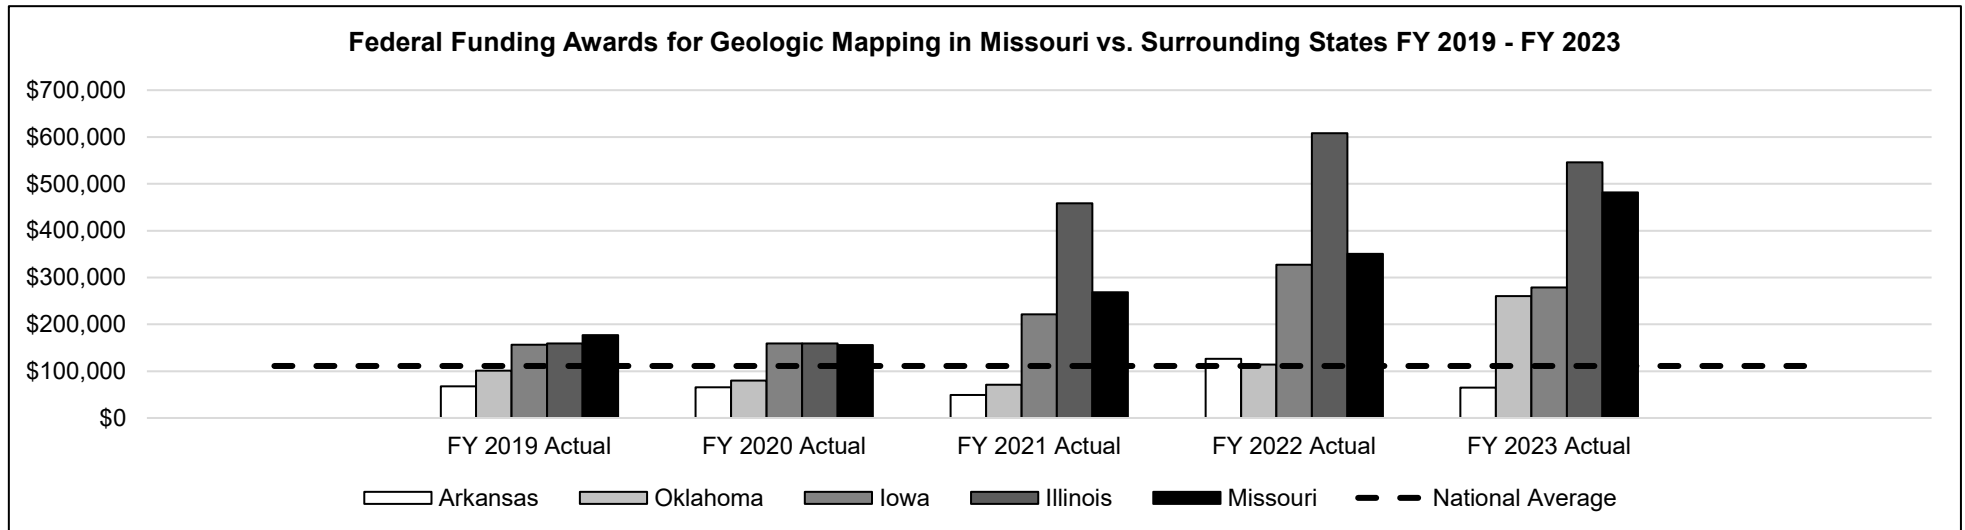 Federal Funding Awards for Geologic Mapping in Missouri vs. Surrounding States FY 2019 - FY 2023
$700,000
$600,000
$500,000
$400,000
$300,000
$200,000
$100,000
$0
FY 2019 Actual FY 2020 Actual FY 2021 Actual FY 2022 Actual FY 2023 Actual
Arkansas Oklahoma Iowa Illinois Missouri National Average